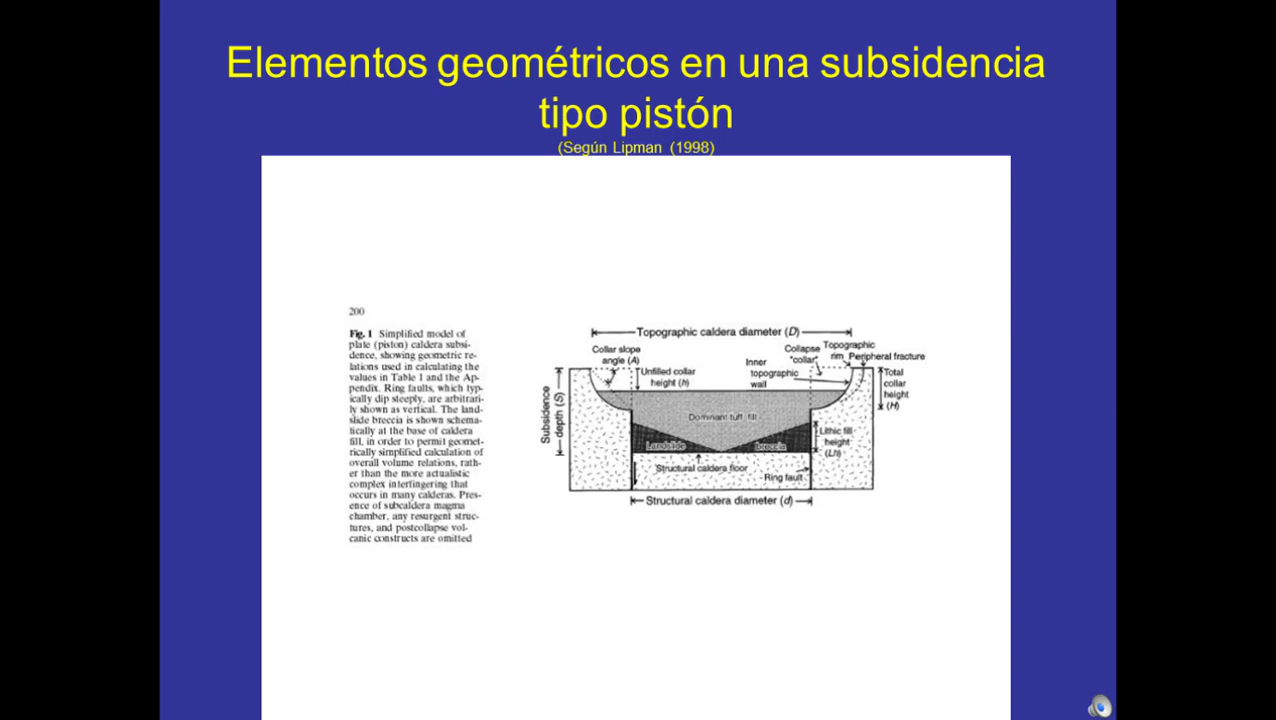 Elementos geométricos en una subsidencia
tipo pistón
(Según Lipman (1998)
200
Fig. 1 Simplified model of
plate (piston) caldera subsi-
dence, showing geometric re-
lations used in calculating the
values in Table 1 and the Ap-
pendix. Ring faults, which typ-
ically dip steeply, are arbitrari-
ly shown as vertical. The land-
slide breccia is shown schema-
tically at the base of caldera
fill, in order to permit geomet-
rically simplified calculation of
overall volume relations, rath-
er than the more actualistic
complex interfingering that
occurs in many calderas. Pres-
ence of subcaldera magma
chamber, any resurgent struc-
tures, and postcollapse vol-
canic constructs are omitted
Topographic caldera diameter (D)
Collar slope
angle (A)
Unfilled collar
height (h)
Inner
topographic
wall
Collapse
"collar"
Topographic
rim
Peripheral fracture
Total
collar
height
(H)
Subsidence
depth (S)
Dominant tuff fill
Landslide
breccia
Lithic fill
height
(Lh)
Structural caldera floor
Ring fault
Structural caldera diameter (d)